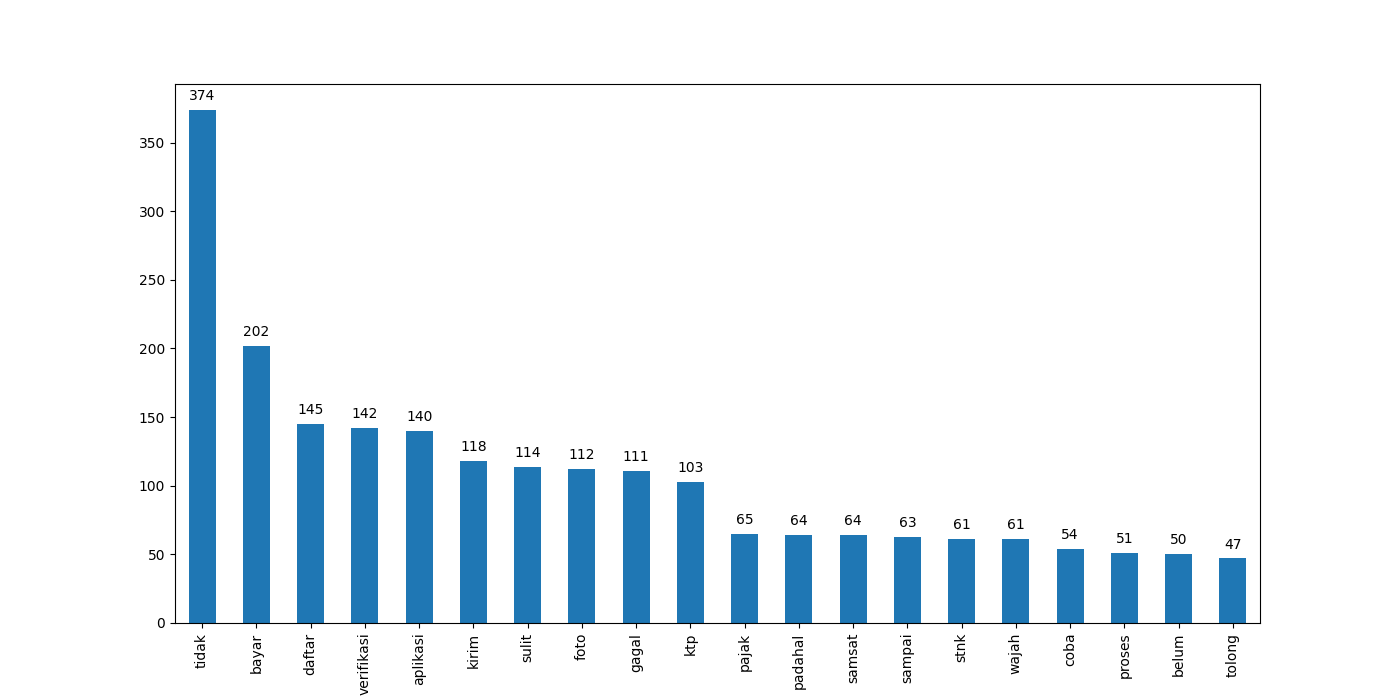 374
350
300
250
202
200
150
145
142
140
118
114
112
111
103
100
65
64
64
63
61
61
54
51
50
47
50
0
tidak
bayar
daftar
verifikasi
aplikasi
kirim
sulit
foto
gagal
ktp
pajak
padahal
samsat
sampai
stnk
wajah
coba
proses
belum
tolong